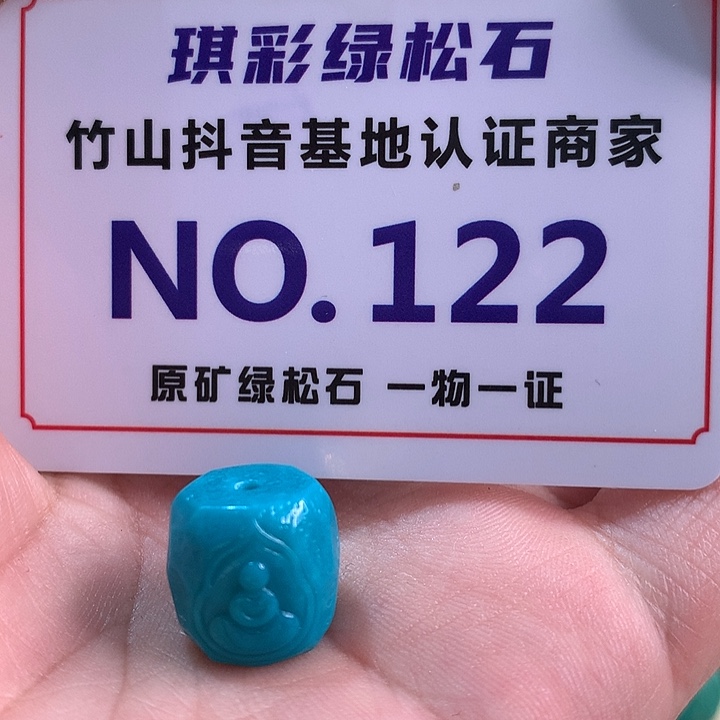 琪彩绿松石
竹山抖音基地认证商家
NO.122
原矿绿松石 一物一证